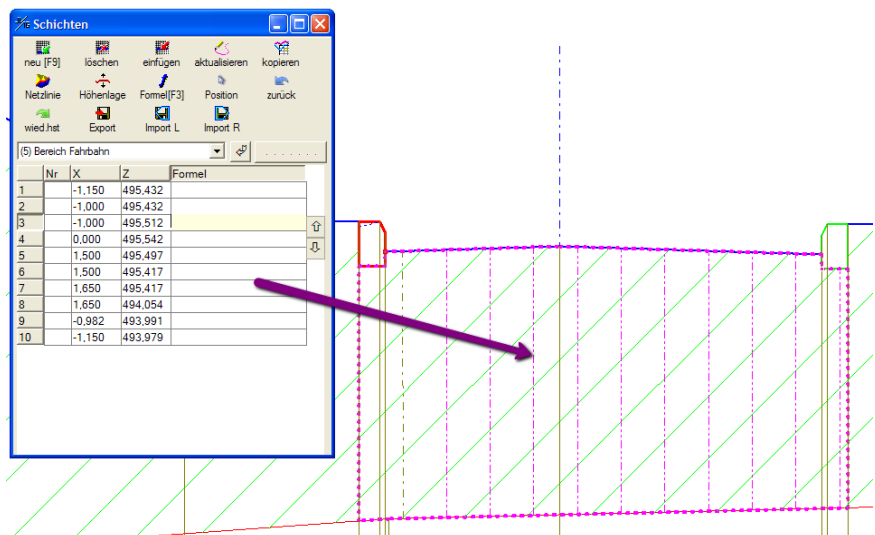 Schichten
neu [F9] löschen einfügen aktualisieren kopieren
Netzlinie Höhenlage Formel[F3] Position zurück
wied.hst Export Import L Import R
(5) Bereich Fahrbahn
Nr X Z Formel
1 -1,150 495,432
2 -1,000 495,432
3 -1,000 495,512
4 0,000 495,542
5 1,500 495,497
6 1,500 495,417
7 1,650 495,417
8 1,650 494,054
9 -0,982 493,991
10 -1,150 493,979